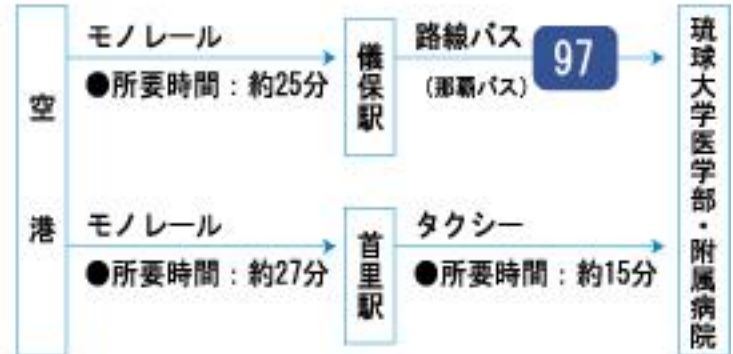 空港
モノレール
●所要時間：約25分
儀保駅
路線バス
(那覇バス)
97
モノレール
●所要時間：約27分
首里駅
タクシー
●所要時間：約15分
琉球大学医学部・附属病院